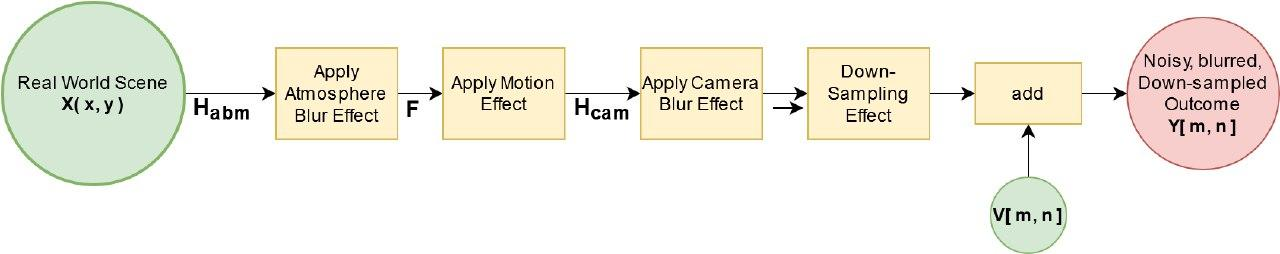 Real World Scene
X( x, y )
Habm
Apply
Atmosphere
Blur Effect
F
Apply Motion
Effect
Hcam
Apply Camera
Blur Effect
Down-
Sampling
Effect
add
V[ m, n ]
Noisy, blurred,
Down-sampled
Outcome
Y[ m, n ]